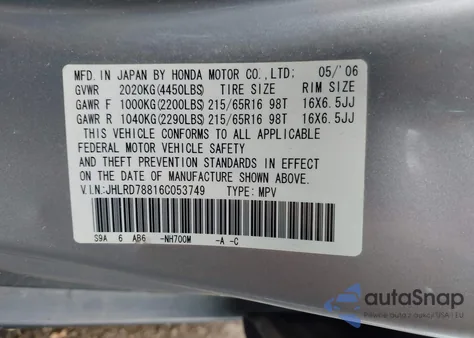 MFD. IN JAPAN BY HONDA MOTOR CO.,LTD: 05/'06
GVWR 2020KG(4450LBS) TIRE SIZE RIM SIZE
GAWR F 1000KG(2200LBS) 215/65R16 98T 16X6.5JJ
GAWR R 1040KG(2290LBS) 215/65R16 98T 16X6.5JJ
THIS VEHICLE CONFORMS TO ALL APPLICABLE
FEDERAL MOTOR VEHICLE SAFETY
AND THEFT PREVENTION STANDARDS IN EFFECT
ON THE DATE OF MANUFACTURE SHOWN ABOVE.
V.I.N.:JHLRD78816C053749 TYPE: MPV
S9A 6 AB6 -NH700M -A -C
autoSnap